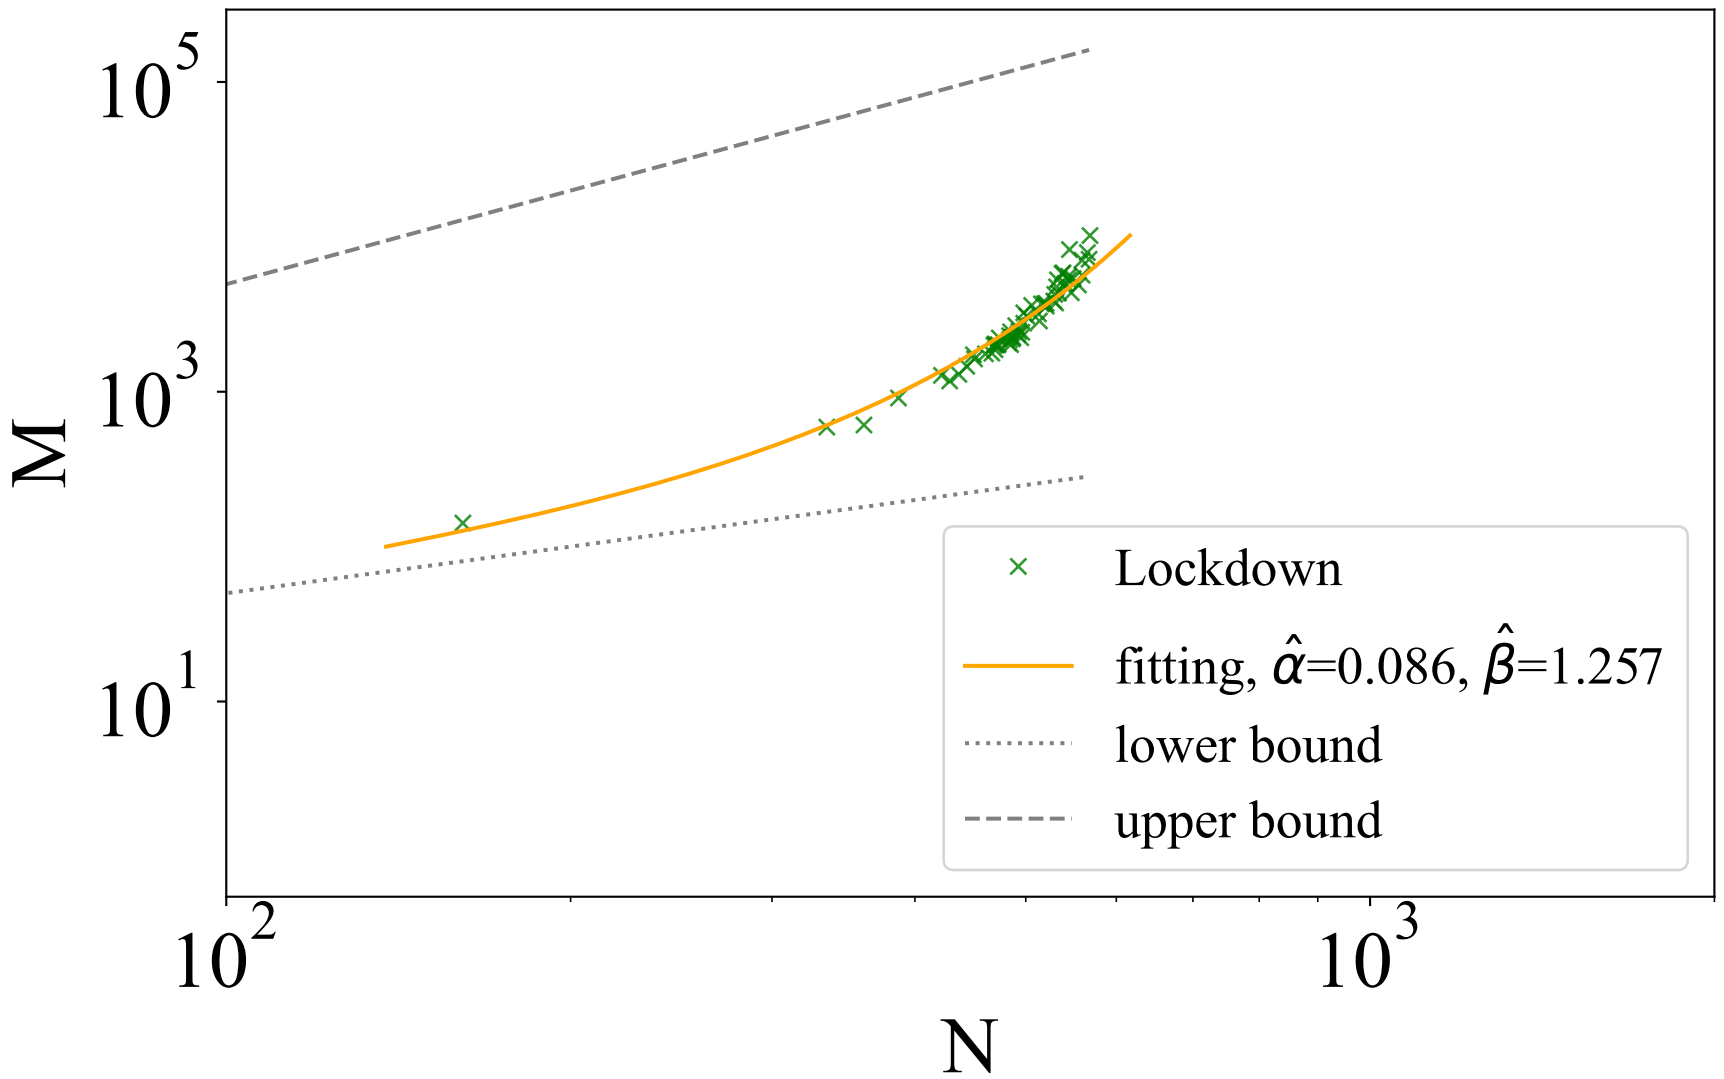 10^5
10^3
10^1
M
10^2
10^3
N
Lockdown
fitting, α̂=0.086, β̂=1.257
lower bound
upper bound